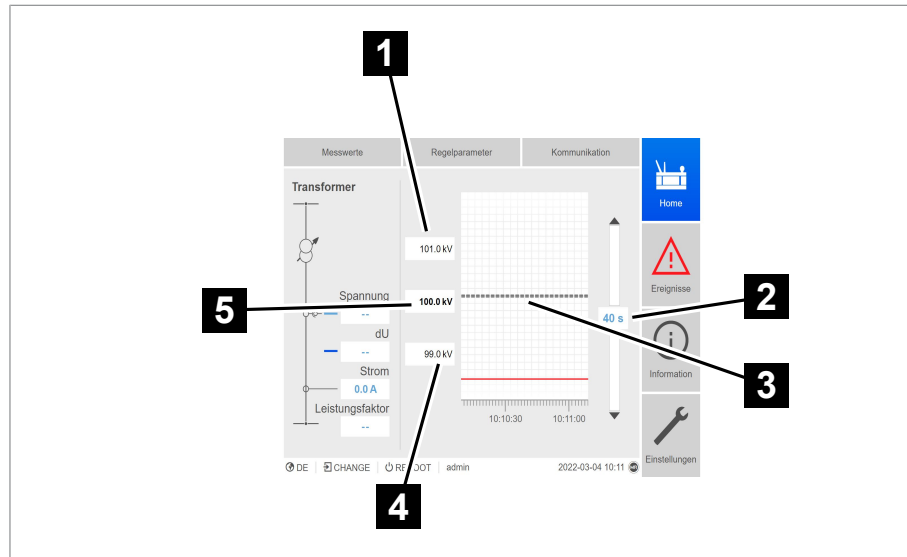 1
Messwerte Regelparameter Kommunikation
Transformer
Home
101.0 kV
Ereignisse
Spannung
100.0 kV
5
2
--
40 s
dU
--
99.0 kV
Information
3
Strom
0.0 A
Leistungsfaktor
--
10:10:30 10:11:00
Einstellungen
DE CHANGE admin 2022-03-04 10:11
4